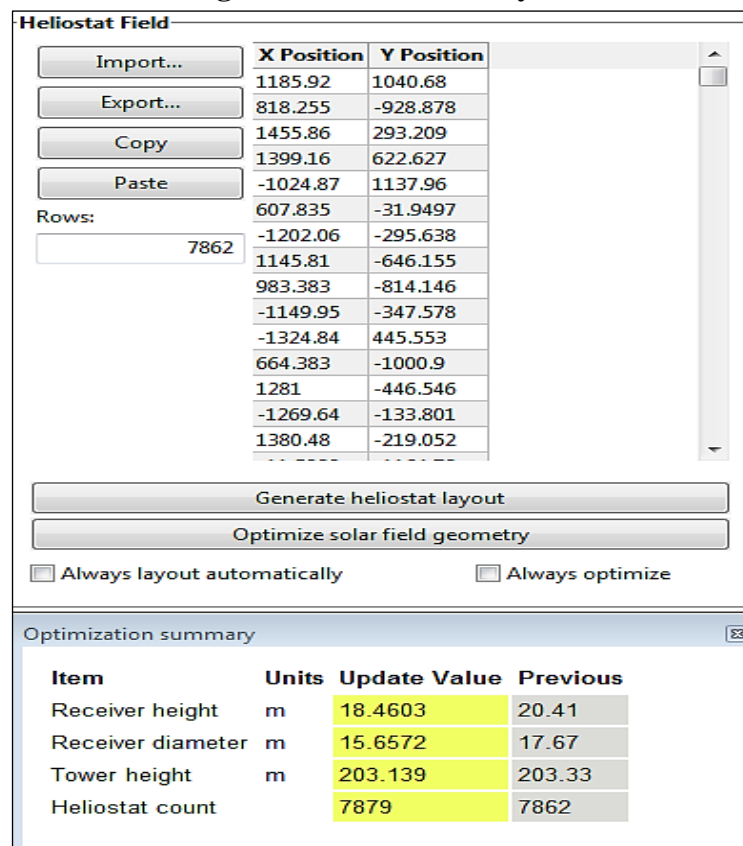 Heliostat Field
Import...
Export...
Copy
Paste
Rows:
7862
X Position Y Position
1185.92 1040.68
818.255 -928.878
1455.86 293.209
1399.16 622.627
-1024.87 1137.96
607.835 -31.9497
-1202.06 -295.638
1145.81 -646.155
983.383 -814.146
-1149.95 -347.578
-1324.84 445.553
664.383 -1000.9
1281 -446.546
-1269.64 -133.801
1380.48 -219.052
Generate heliostat layout
Optimize solar field geometry
Always layout automatically Always optimize
Optimization summary
Item Units Update Value Previous
Receiver height m 18.4603 20.41
Receiver diameter m 15.6572 17.67
Tower height m 203.139 203.33
Heliostat count 7879 7862